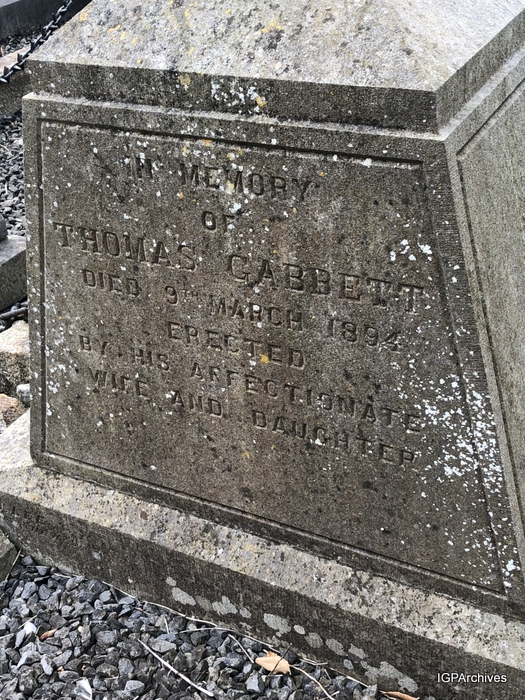 IN MEMORY
OF
THOMAS GABBETT
DIED 9TH MARCH 1894
ERECTED
BY HIS AFFECTIONATE
WIFE AND DAUGHTER
IGPArchives